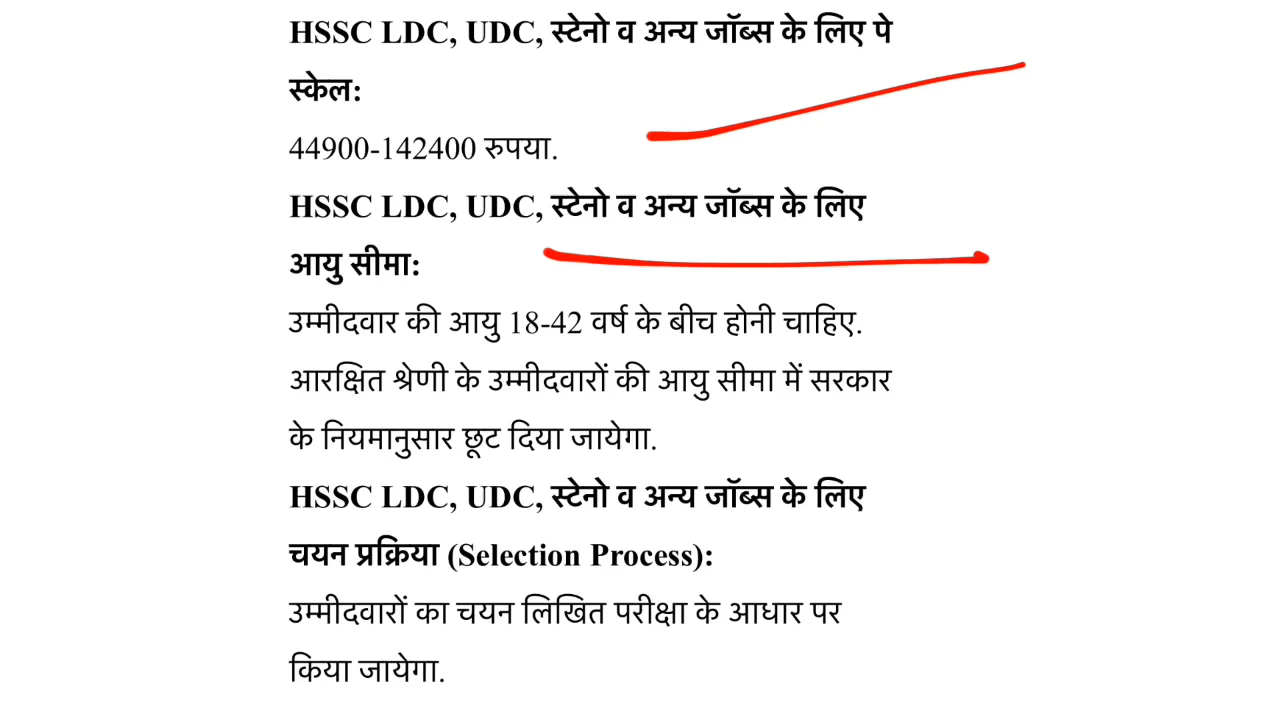 HSSC LDC, UDC, स्टेनो व अन्य जॉब्स के लिए पे
स्केल:
44900-142400 रुपया.
HSSC LDC, UDC, स्टेनो व अन्य जॉब्स के लिए
आयु सीमा:
उम्मीदवार की आयु 18-42 वर्ष के बीच होनी चाहिए.
आरक्षित श्रेणी के उम्मीदवारों की आयु सीमा में सरकार
के नियमानुसार छूट दिया जायेगा.
HSSC LDC, UDC, स्टेनो व अन्य जॉब्स के लिए
चयन प्रक्रिया (Selection Process):
उम्मीदवारों का चयन लिखित परीक्षा के आधार पर
किया जायेगा.